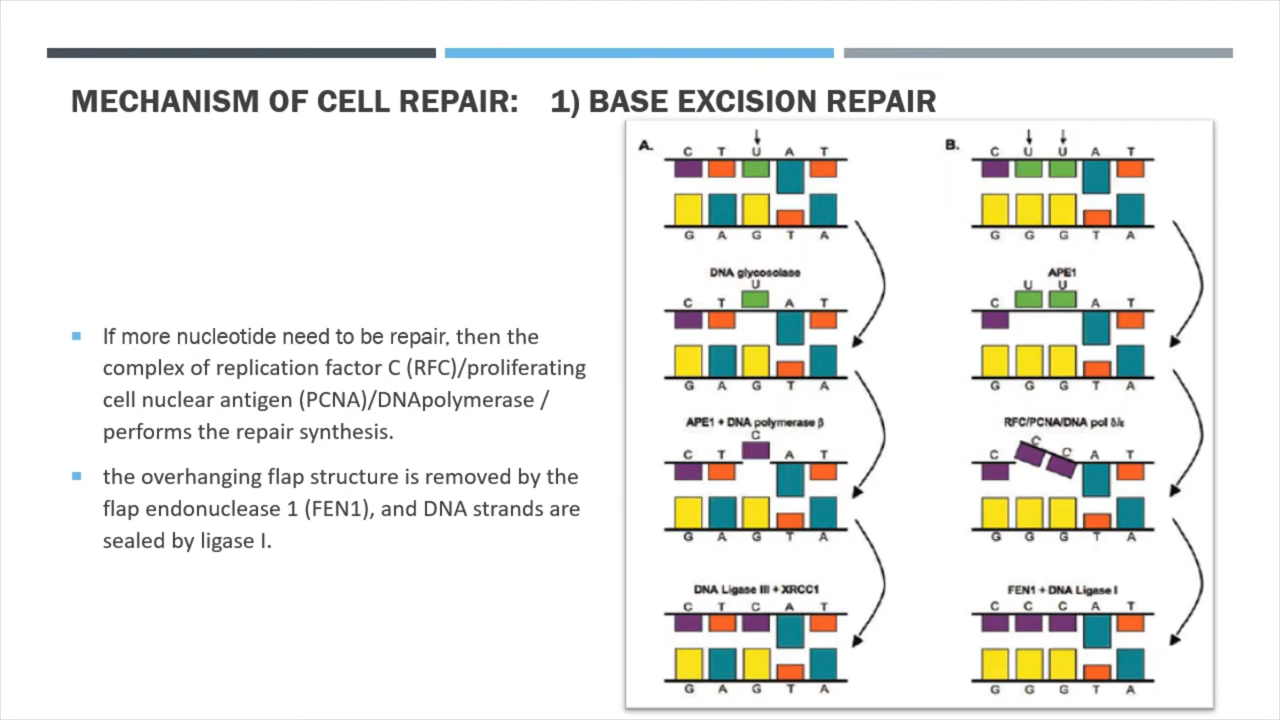 MECHANISM OF CELL REPAIR: 1) BASE EXCISION REPAIR
If more nucleotide need to be repair, then the
complex of replication factor C (RFC)/proliferating
cell nuclear antigen (PCNA)/DNApolymerase /
performs the repair synthesis.
the overhanging flap structure is removed by the
flap endonuclease 1 (FEN1), and DNA strands are
sealed by ligase I.
A.
C T U A T
G A G T A
DNA glycosolase
U
C T A T
G A G T A
APE1 + DNA polymerase β
C
C T A T
G A G T A
DNA Ligase III + XRCC1
C T C A T
G A G T A
B.
C U U A T
G G G T A
APE1
U U
C A T
G G G T A
RFC/PCNA/DNA pol δ/ε
C C
C A T
G G G T A
FEN1 + DNA Ligase I
C C C A T
G G G T A